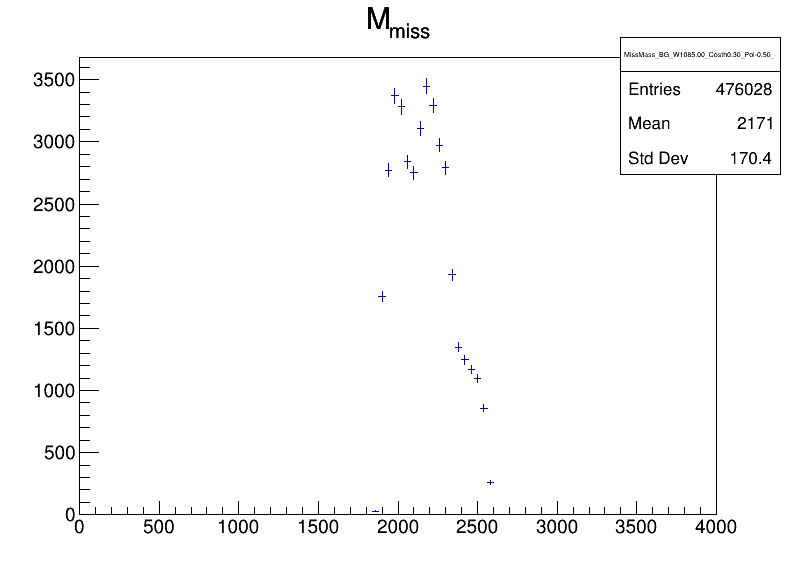 Mmiss
MissMass_BG_W1085.00_Costh0.30_Pol-0.50_
Entries 476028
Mean 2171
Std Dev 170.4
3500
3000
2500
2000
1500
1000
500
0
0 500 1000 1500 2000 2500 3000 3500 4000